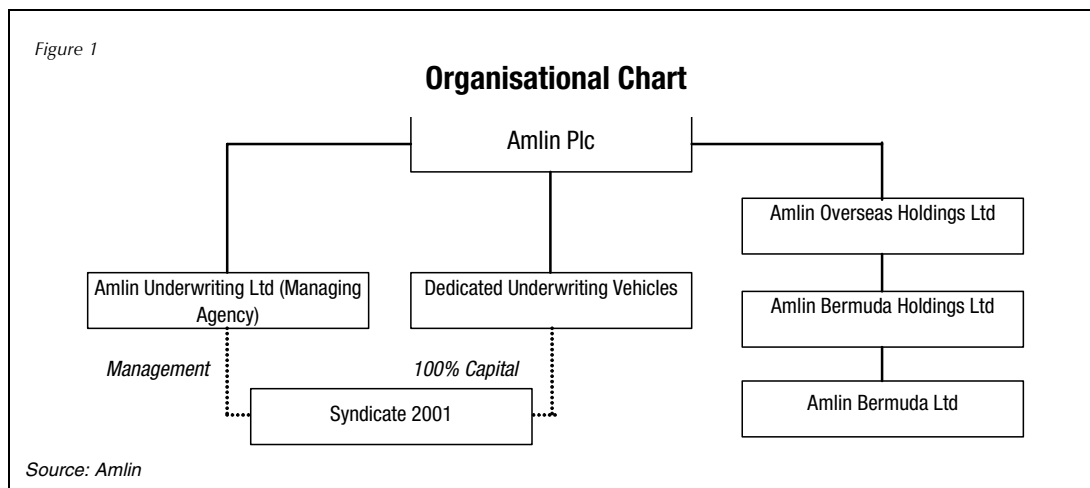 Figure 1
Organisational Chart
Amlin Plc
Amlin Overseas Holdings Ltd
Amlin Underwriting Ltd (Managing
Agency)
Dedicated Underwriting Vehicles
Amlin Bermuda Holdings Ltd
Management
100% Capital
Syndicate 2001
Amlin Bermuda Ltd
Source: Amlin